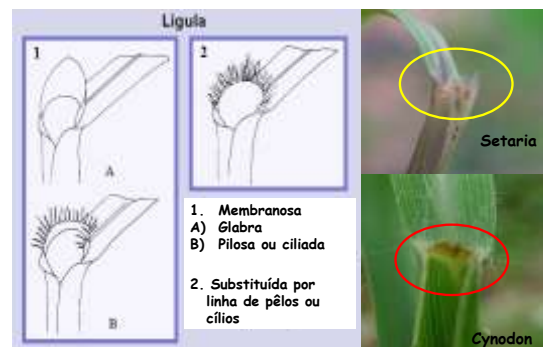 Lígula
1
2
A
B
1. Membranosa
A) Glabra
B) Pilosa ou ciliada
2. Substituída por
linha de pêlos ou
cílios
Setaria
Cynodon